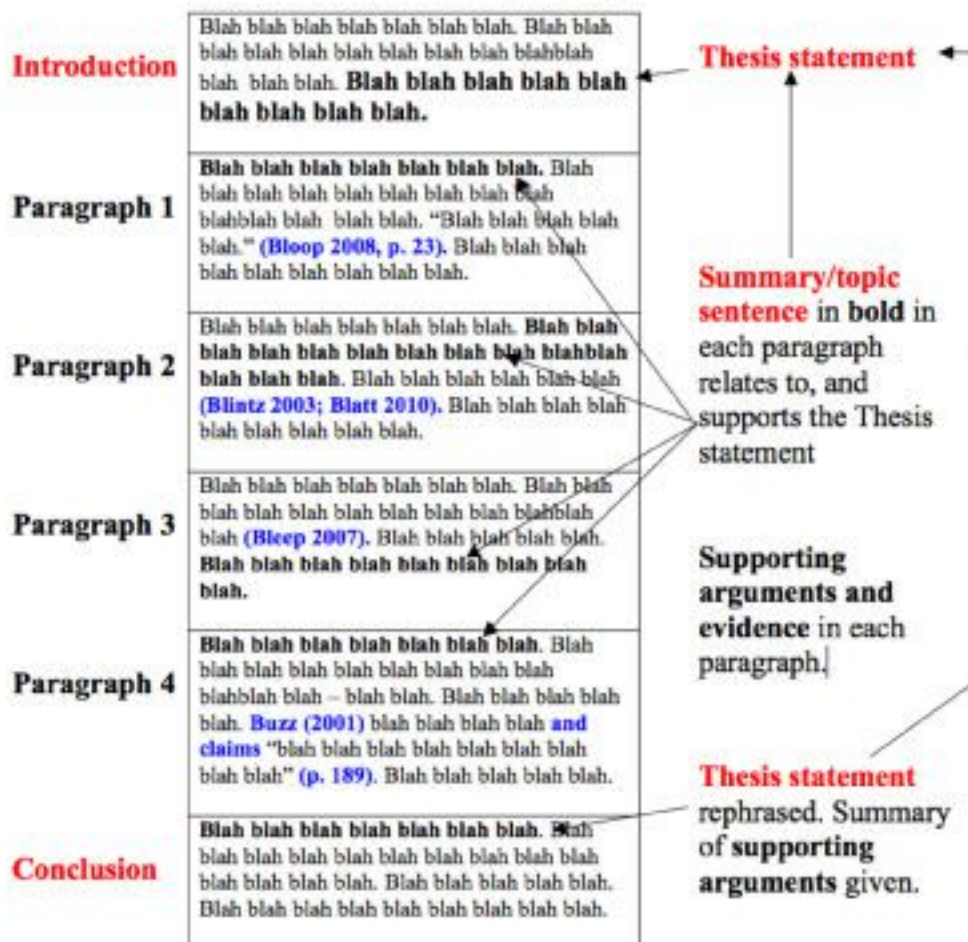 Introduction
Blah blah blah blah blah blah blah. Blah blah
blah blah blah blah blah blah blah blahblah
blah blah blah. Blah blah blah blah blah
blah blah blah blah.
Thesis statement
Paragraph 1
Blah blah blah blah blah blah blah. Blah
blah blah blah blah blah blah blah blah
blahblah blah blah blah. “Blah blah blah blah
blah.” (Bloop 2008, p. 23). Blah blah blah
blah blah blah blah blah blah.
Summary/topic
sentence in bold in
each paragraph
relates to, and
supports the Thesis
statement
Paragraph 2
Blah blah blah blah blah blah blah. Blah blah
blah blah blah blah blah blah blah blahblah
blah blah blah. Blah blah blah blah blah blah
(Blintz 2003; Blatt 2010). Blah blah blah blah
blah blah blah blah blah.
Paragraph 3
Blah blah blah blah blah blah blah. Blah blah
blah blah blah blah blah blah blah blahblah
blah (Bleep 2007). Blah blah blah blah blah.
Blah blah blah blah blah blah blah blah
blah.
Supporting
arguments and
evidence in each
paragraph.
Paragraph 4
Blah blah blah blah blah blah blah. Blah
blah blah blah blah blah blah blah blah
blahblah blah – blah blah. Blah blah blah blah
blah. Buzz (2001) blah blah blah blah and
claims “blah blah blah blah blah blah blah
blah blah” (p. 189). Blah blah blah blah blah.
Conclusion
Blah blah blah blah blah blah blah. Blah
blah blah blah blah blah blah blah blah blah
blah blah blah blah. Blah blah blah blah blah.
Blah blah blah blah blah blah blah blah blah.
Thesis statement
rephrased. Summary
of supporting
arguments given.